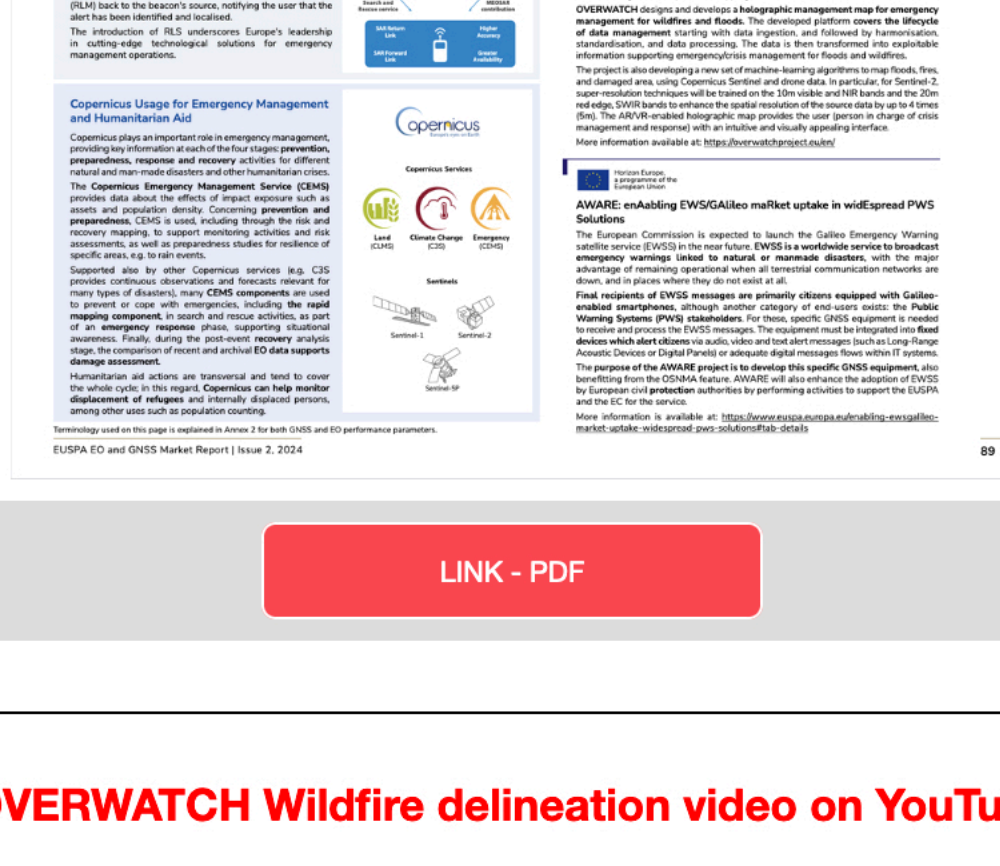 (RLM) back to the beacon's source, notifying the user that the
alert has been identified and localised.
The introduction of RLS underscores Europe's leadership
in cutting-edge technological solutions for emergency
management operations.
Search and
Rescue service
MEOSAR
contribution
SAR Return
Link
Higher
Accuracy
SAR Forward
Link
Greater
Availability
Copernicus Usage for Emergency Management
and Humanitarian Aid
Copernicus plays an important role in emergency management,
providing key information at each of the four stages: prevention,
preparedness, response and recovery activities for different
natural and man-made disasters and other humanitarian crises.
The Copernicus Emergency Management Service (CEMS)
provides data about the effects of impact exposure such as
assets and population density. Concerning prevention and
preparedness, CEMS is used, including through the risk and
recovery mapping, to support monitoring activities and risk
assessments, as well as preparedness studies for resilience of
specific areas, e.g. to rain events.
Supported also by other Copernicus services (e.g. C3S
provides continuous observations and forecasts relevant for
many types of disasters), many CEMS components are used
to prevent or cope with emergencies, including the rapid
mapping component, in search and rescue activities, as part
of an emergency response phase, supporting situational
awareness. Finally, during the post-event recovery analysis
stage, the comparison of recent and archival EO data supports
damage assessment.
Humanitarian aid actions are transversal and tend to cover
the whole cycle; in this regard, Copernicus can help monitor
displacement of refugees and internally displaced persons,
among other uses such as population counting.
Copernicus
Europe's eyes on Earth
Copernicus Services
Land
(CLMS)
Climate Change
(C3S)
Emergency
(CEMS)
Sentinels
Sentinel-1
Sentinel-2
Sentinel-5P
Terminology used on this page is explained in Annex 2 for both GNSS and EO performance parameters.
EUSPA EO and GNSS Market Report | Issue 2, 2024
OVERWATCH designs and develops a holographic management map for emergency
management for wildfires and floods. The developed platform covers the lifecycle
of data management starting with data ingestion, and followed by harmonisation,
standardisation, and data processing. The data is then transformed into exploitable
information supporting emergency/crisis management for floods and wildfires.
The project is also developing a new set of machine-learning algorithms to map floods, fires,
and damaged area, using Copernicus Sentinel and drone data. In particular, for Sentinel-2,
super-resolution techniques will be trained on the 10m visible and NIR bands and the 20m
red edge, SWIR bands to enhance the spatial resolution of the source data by up to 4 times
(5m). The AR/VR-enabled holographic map provides the user (person in charge of crisis
management and response) with an intuitive and visually appealing interface.
More information available at: https://overwatchproject.eu/en/
Horizon Europe,
a programme of the
European Union
AWARE: enAabling EWS/GAlileo maRket uptake in widEspread PWS
Solutions
The European Commission is expected to launch the Galileo Emergency Warning
satellite service (EWSS) in the near future. EWSS is a worldwide service to broadcast
emergency warnings linked to natural or manmade disasters, with the major
advantage of remaining operational when all terrestrial communication networks are
down, and in places where they do not exist at all.
Final recipients of EWSS messages are primarily citizens equipped with Galileo-
enabled smartphones, although another category of end-users exists: the Public
Warning Systems (PWS) stakeholders. For these, specific GNSS equipment is needed
to receive and process the EWSS messages. The equipment must be integrated into fixed
devices which alert citizens via audio, video and text alert messages (such as Long-Range
Acoustic Devices or Digital Panels) or adequate digital messages flows within IT systems.
The purpose of the AWARE project is to develop this specific GNSS equipment, also
benefitting from the OSNMA feature. AWARE will also enhance the adoption of EWSS
by European civil protection authorities by performing activities to support the EUSPA
and the EC for the service.
More information is available at: https://www.euspa.europa.eu/enabling-ewsgalileo-
market-uptake-widespread-pws-solutions#tab-details
89
LINK - PDF
OVERWATCH Wildfire delineation video on YouTu